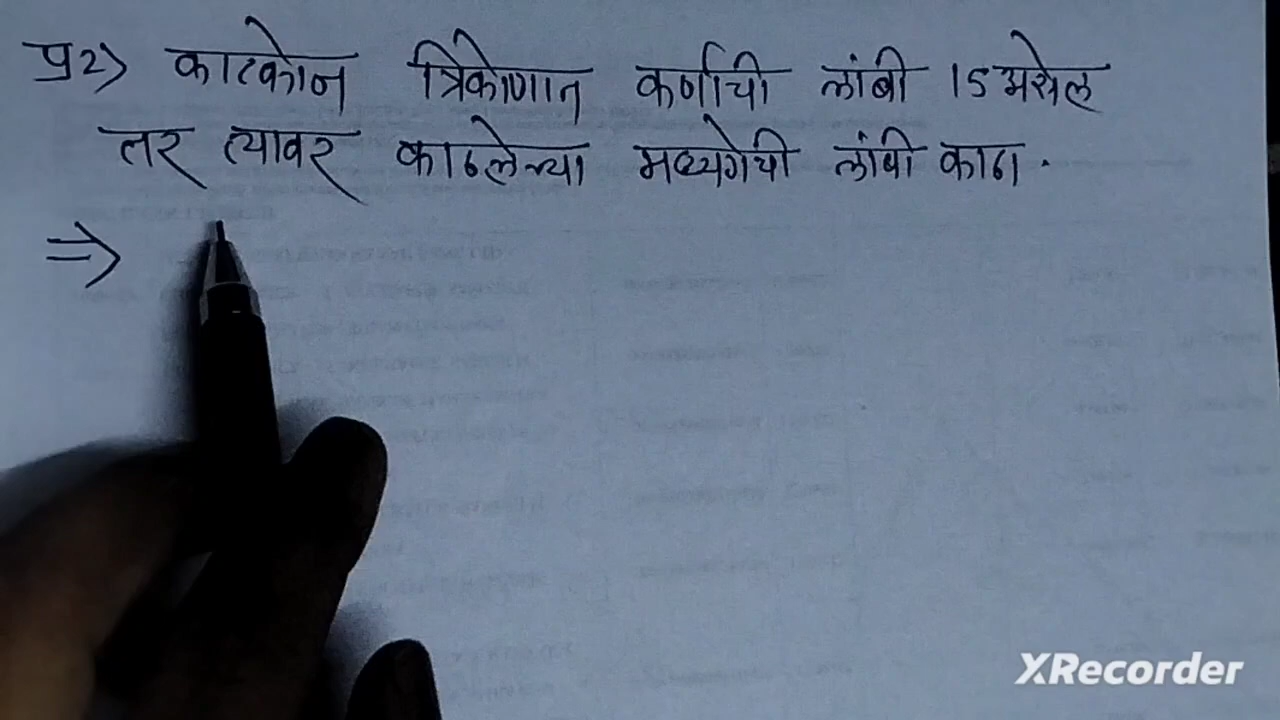 प्र2) काटकोन त्रिकोणात कर्णाची लांबी 15 असेल
तर त्यावर काढलेल्या मध्यगेची लांबी काढा.
⇒
XRecorder